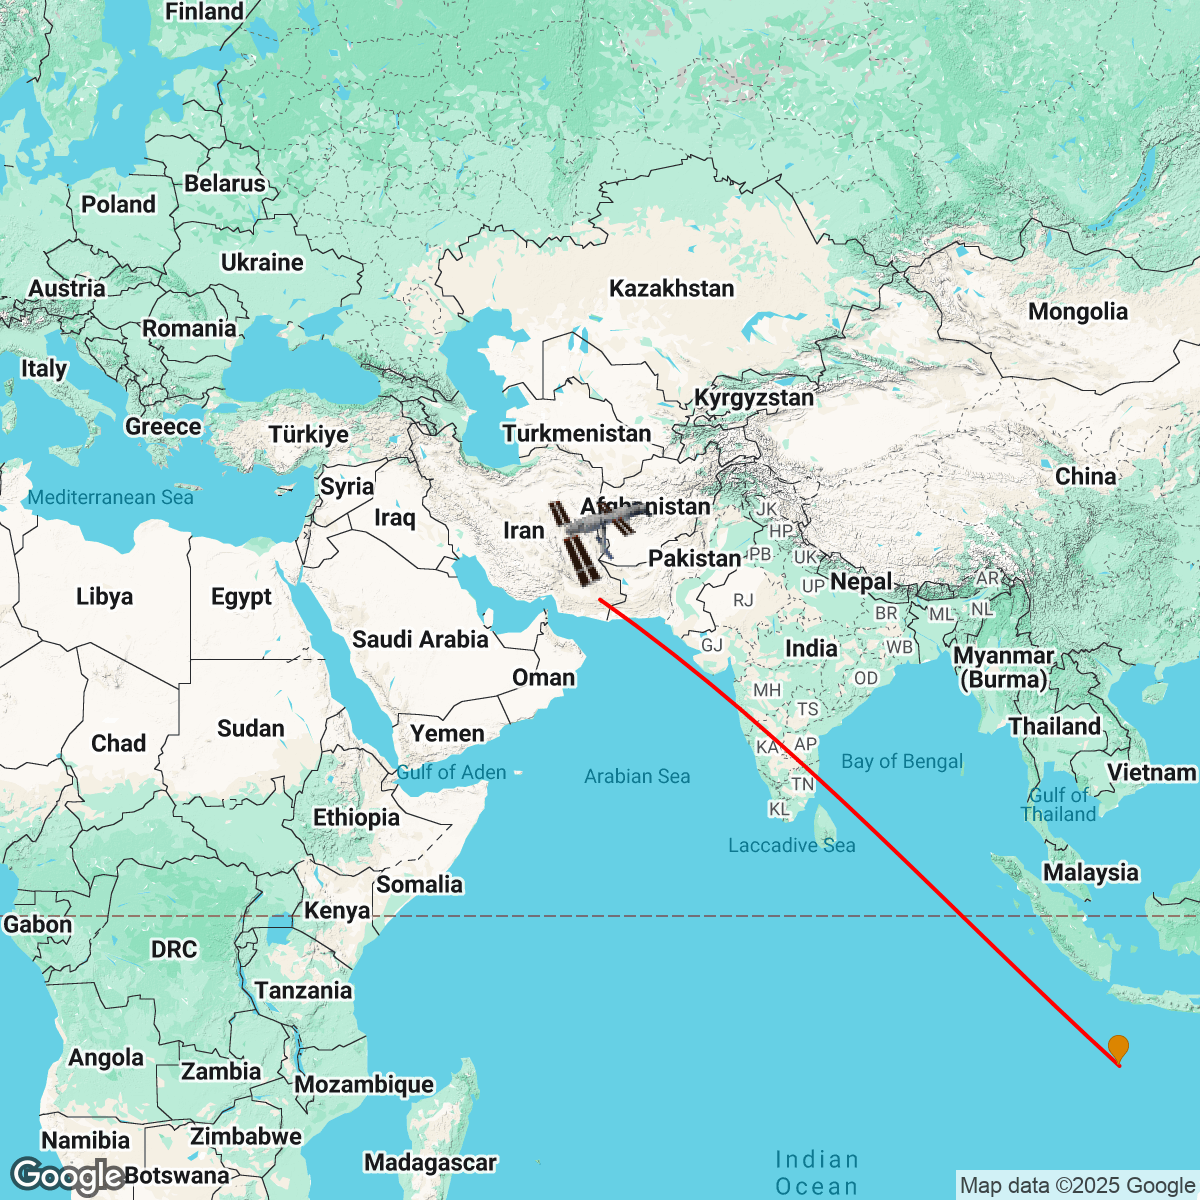 Finland
Belarus
Poland
Ukraine
Austria
Kazakhstan
Mongolia
Romania
Italy
Kyrgyzstan
Greece
Türkiye
Turkmenistan
China
Syria
Mediterranean Sea
Afghanistan
JK
Iraq
Iran
HP
PB
UK
Pakistan
Nepal
AR
UP
Libya
Egypt
RJ
NL
BR
ML
Saudi Arabia
GJ
India
WB
Myanmar
(Burma)
Oman
OD
MH
TS
Sudan
Thailand
Yemen
Chad
KA
AP
Bay of Bengal
Gulf of Aden
Arabian Sea
Vietnam
TN
Gulf of
Thailand
KL
Ethiopia
Laccadive Sea
Malaysia
Somalia
Kenya
Gabon
DRC
Tanzania
Angola
Zambia
Mozambique
Namibia
Zimbabwe
Madagascar
Indian
Ocean
Botswana
Google
Map data ©2025 Google